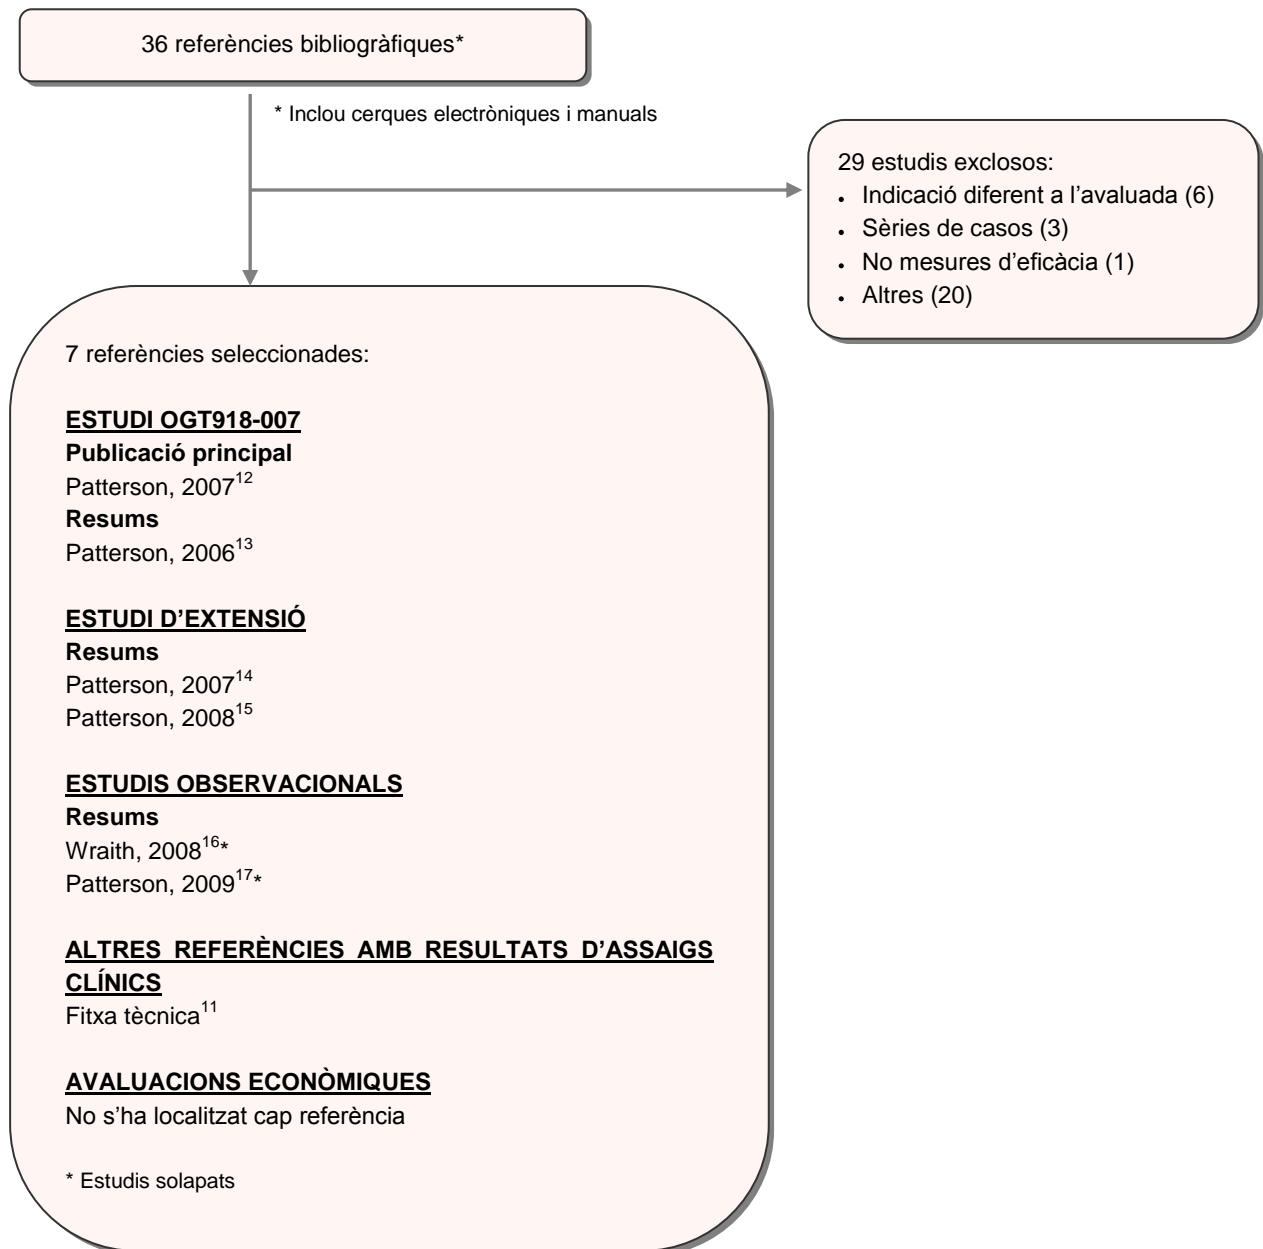 36 referències bibliogràfiques*
* Inclou cerques electròniques i manuals
29 estudis exclosos:
• Indicació diferent a l’avaluada (6)
• Sèries de casos (3)
• No mesures d’eficàcia (1)
• Altres (20)
7 referències seleccionades:
ESTUDI OGT918-007
Publicació principal
Patterson, 2007¹²
Resums
Patterson, 2006¹³
ESTUDI D’EXTENSIÓ
Resums
Patterson, 2007¹⁴
Patterson, 2008¹⁵
ESTUDIS OBSERVACIONALS
Resums
Wraith, 2008¹⁶*
Patterson, 2009¹⁷*
ALTRES REFERÈNCIES AMB RESULTATS D’ASSAIGS
CLÍNICS
Fitxa tècnica¹¹
AVALUACIONS ECONÒMIQUES
No s’ha localitzat cap referència
* Estudis solapats